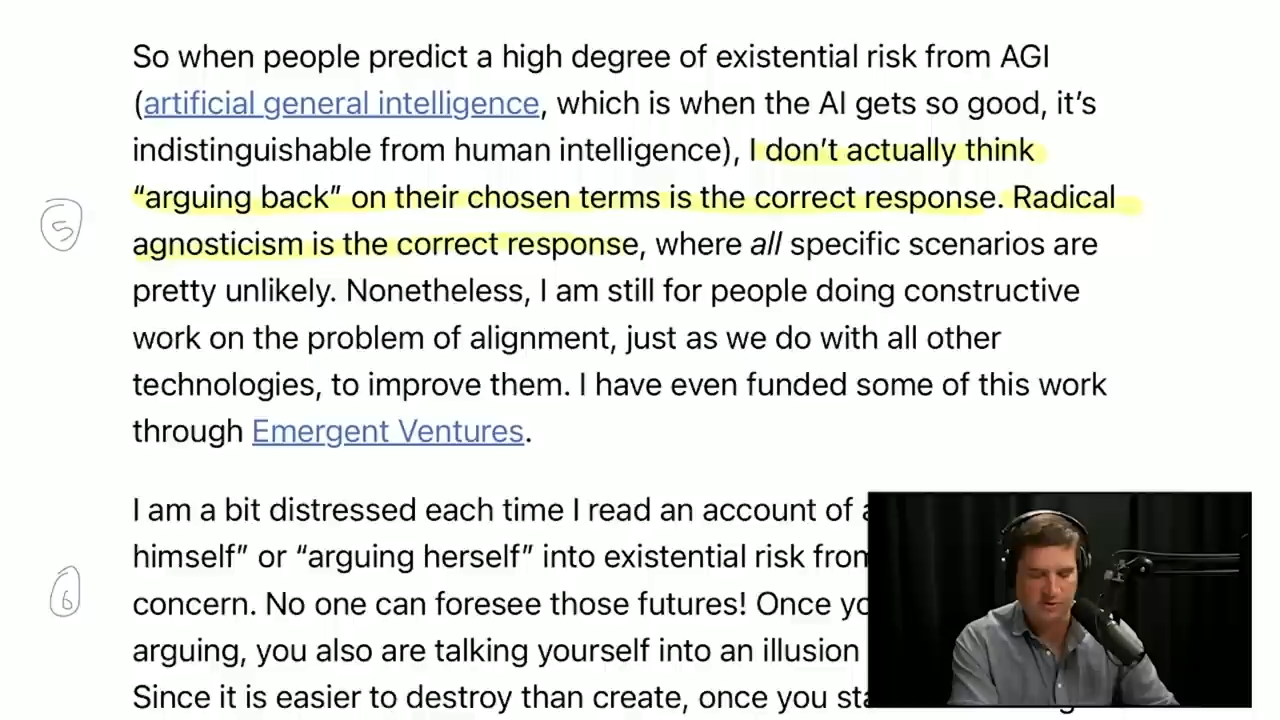 So when people predict a high degree of existential risk from AGI
(artificial general intelligence, which is when the AI gets so good, it’s
indistinguishable from human intelligence), I don’t actually think
“arguing back” on their chosen terms is the correct response. Radical
5
agnosticism is the correct response, where all specific scenarios are
pretty unlikely. Nonetheless, I am still for people doing constructive
work on the problem of alignment, just as we do with all other
technologies, to improve them. I have even funded some of this work
through Emergent Ventures.
I am a bit distressed each time I read an account of
himself” or “arguing herself” into existential risk from
6
concern. No one can foresee those futures! Once
arguing, you also are talking yourself into an illusion
Since it is easier to destroy than create, once you